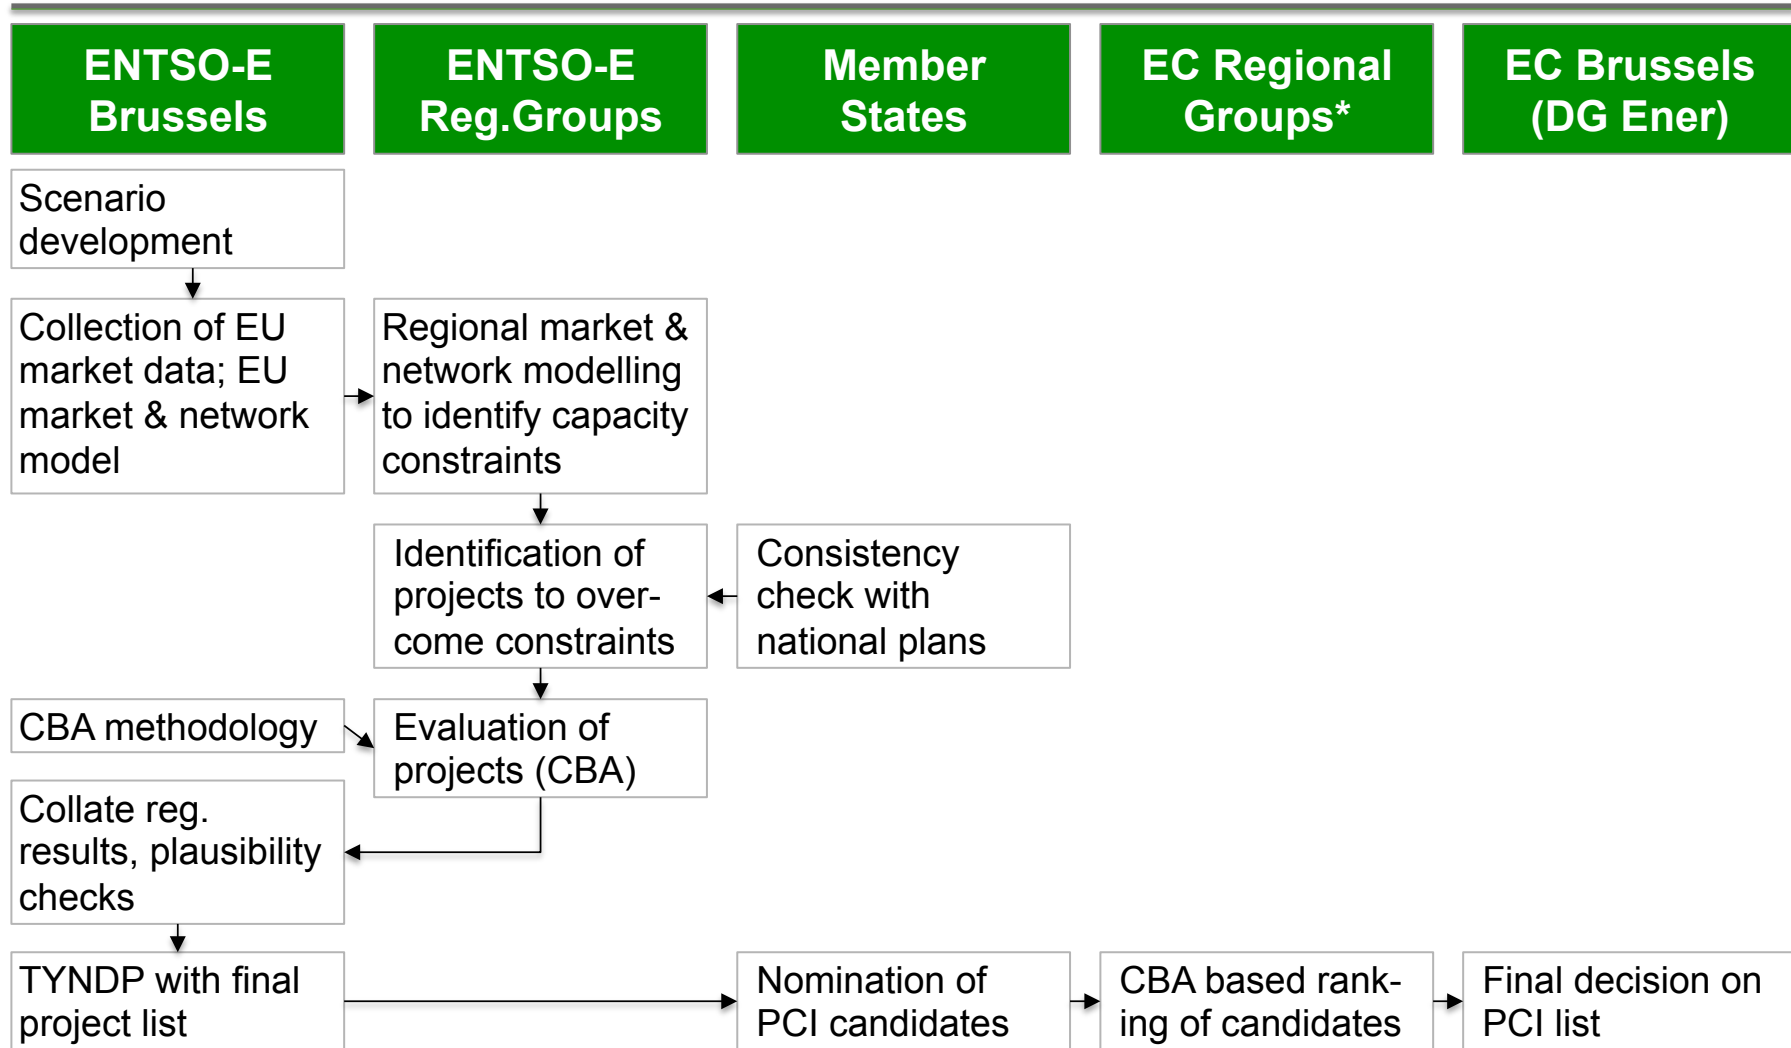 ENTSO-E
Brussels
ENTSO-E
Reg.Groups
Member
States
EC Regional
Groups*
EC Brussels
(DG Ener)
Scenario
development
Collection of EU
market data; EU
market & network
model
Regional market &
network modelling
to identify capacity
constraints
Identification of
projects to over-
come constraints
Consistency
check with
national plans
CBA methodology
Evaluation of
projects (CBA)
Collate reg.
results, plausibility
checks
TYNDP with final
project list
Nomination of
PCI candidates
CBA based rank-
ing of candidates
Final decision on
PCI list